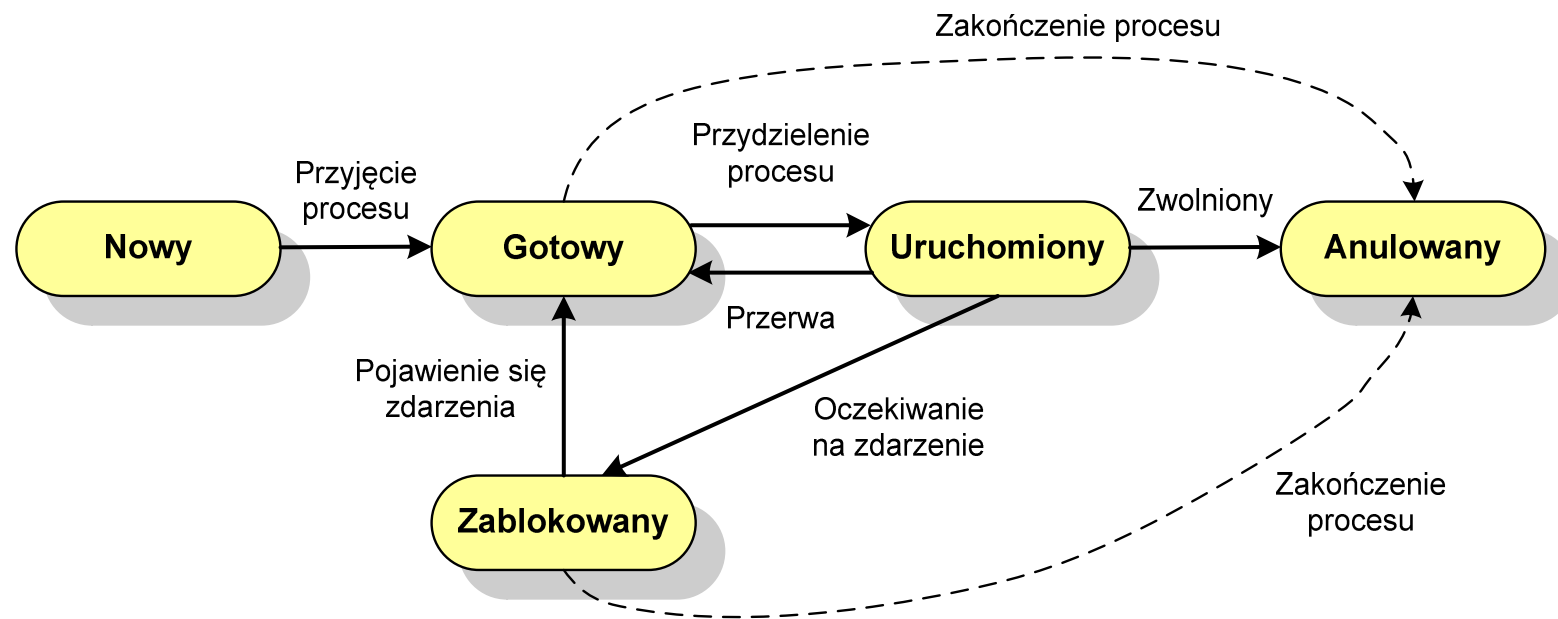 Zakończenie procesu
Przydzielenie
procesu
Przyjęcie
procesu
Zwolniony
Nowy
Gotowy
Uruchomiony
Anulowany
Przerwa
Pojawienie się
zdarzenia
Oczekiwanie
na zdarzenie
Zakończenie
procesu
Zablokowany